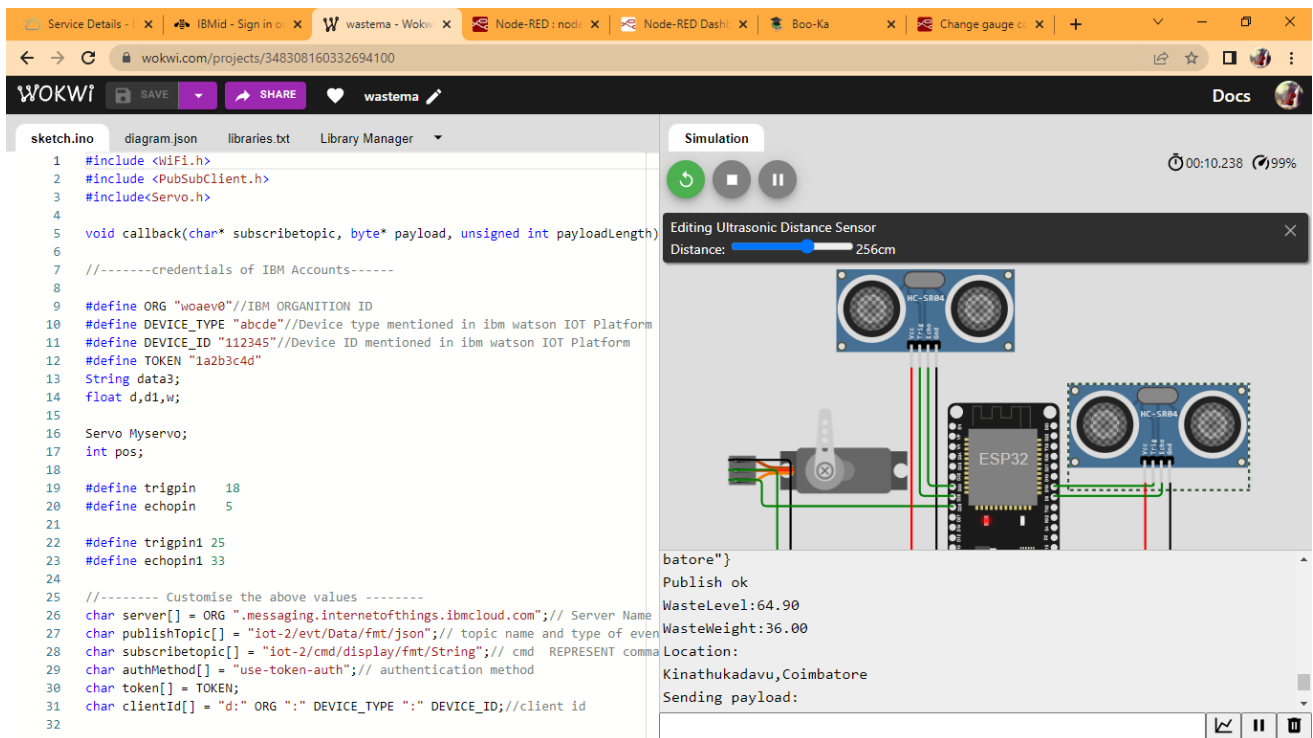 Service Details - I
IBMid - Sign in o
wastema - Wokw
Node-RED : node
Node-RED Dashb
Boo-Ka
Change gauge co
wokwi.com/projects/348308160332694100
WOKWI SAVE SHARE wastema Docs
sketch.ino diagram.json libraries.txt Library Manager
Simulation
00:10.238 99%
1 #include <WiFi.h>
2 #include <PubSubClient.h>
3 #include<Servo.h>
4
5 void callback(char* subscribetopic, byte* payload, unsigned int payloadLength)
6
7 //-------credentials of IBM Accounts------
8
9 #define ORG "woaev0"//IBM ORGANITION ID
10 #define DEVICE_TYPE "abcde"//Device type mentioned in ibm watson IOT Platform
11 #define DEVICE_ID "112345"//Device ID mentioned in ibm watson IOT Platform
12 #define TOKEN "1a2b3c4d"
13 String data3;
14 float d,d1,w;
15
16 Servo Myservo;
17 int pos;
18
19 #define trigpin 18
20 #define echopin 5
21
22 #define trigpin1 25
23 #define echopin1 33
24
25 //-------- Customise the above values --------
26 char server[] = ORG ".messaging.internetofthings.ibmcloud.com";// Server Name
27 char publishTopic[] = "iot-2/evt/Data/fmt/json";// topic name and type of even
28 char subscribetopic[] = "iot-2/cmd/display/fmt/String";// cmd REPRESENT comma
29 char authMethod[] = "use-token-auth";// authentication method
30 char token[] = TOKEN;
31 char clientId[] = "d:" ORG ":" DEVICE_TYPE ":" DEVICE_ID;//client id
32
Editing Ultrasonic Distance Sensor
Distance: 256cm
HC-SR04
Vcc Trig Echo Gnd
HC-SR04
Vcc Trig Echo Gnd
ESP32
batore"}
Publish ok
WasteLevel:64.90
WasteWeight:36.00
Location:
Kinathukadavu,Coimbatore
Sending payload: